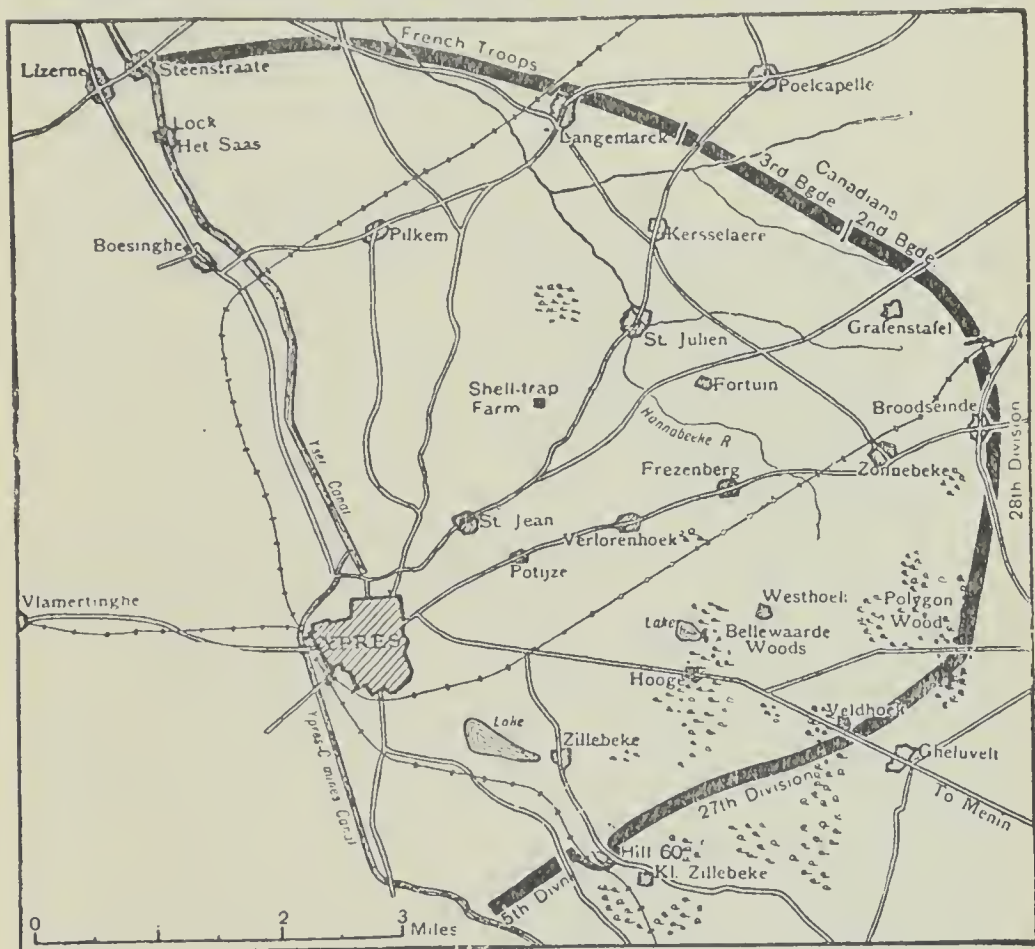 French Troops
Lizerne
Steenstraate
Poelcapelle
Lock
Het Saas
Langemarck
Canadians
3rd Bgde
2nd Bgde.
Boesinghe
Pilkem
Kersselaere
Grafenstafel
St. Julien
Fortuin
Shell-trap
Farm
Broodseinde
Hannabeeke R
28th Division
Yser Canal
Frezenberg
Zonnebeke
St. Jean
Verlorenhoek
Potijze
Vlamertinghe
Westhoek
Polygon
Wood
Lake
Bellewaarde
Woods
YPRES
Hooge
Veldhoek
Lake
Zillebeke
Gheluvelt
Ypres-C mines Canal
27th Division
To Menin
Hill 60
Kl. Zillebeke
5th Divn
0 1 2 3
Miles